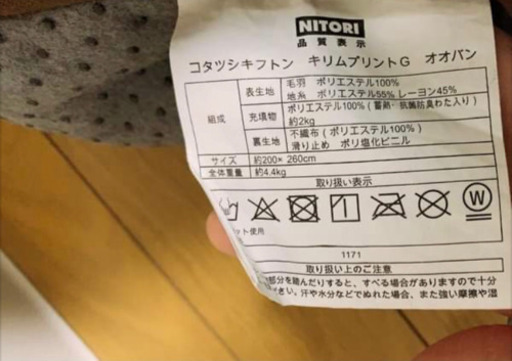 NITORI
品質表示
コタツシキフトン キリムプリントG オオバン
組成
表生地
毛羽 ポリエステル100%
地糸 ポリエステル55% レーヨン45%
充填物
ポリエステル100%(蓄熱・抗菌防臭わた入り)
約2kg
裏生地
不織布(ポリエステル100%)
滑り止め ポリ塩化ビニル
サイズ
約200×260cm
全体重量
約4.4kg
取り扱い表示
W
ット使用
1171
取り扱い上のご注意
部分を踏んだりすると、すべる場合がありますので十分
さい。汗や水分などでぬれた場合、また強い摩擦や湿